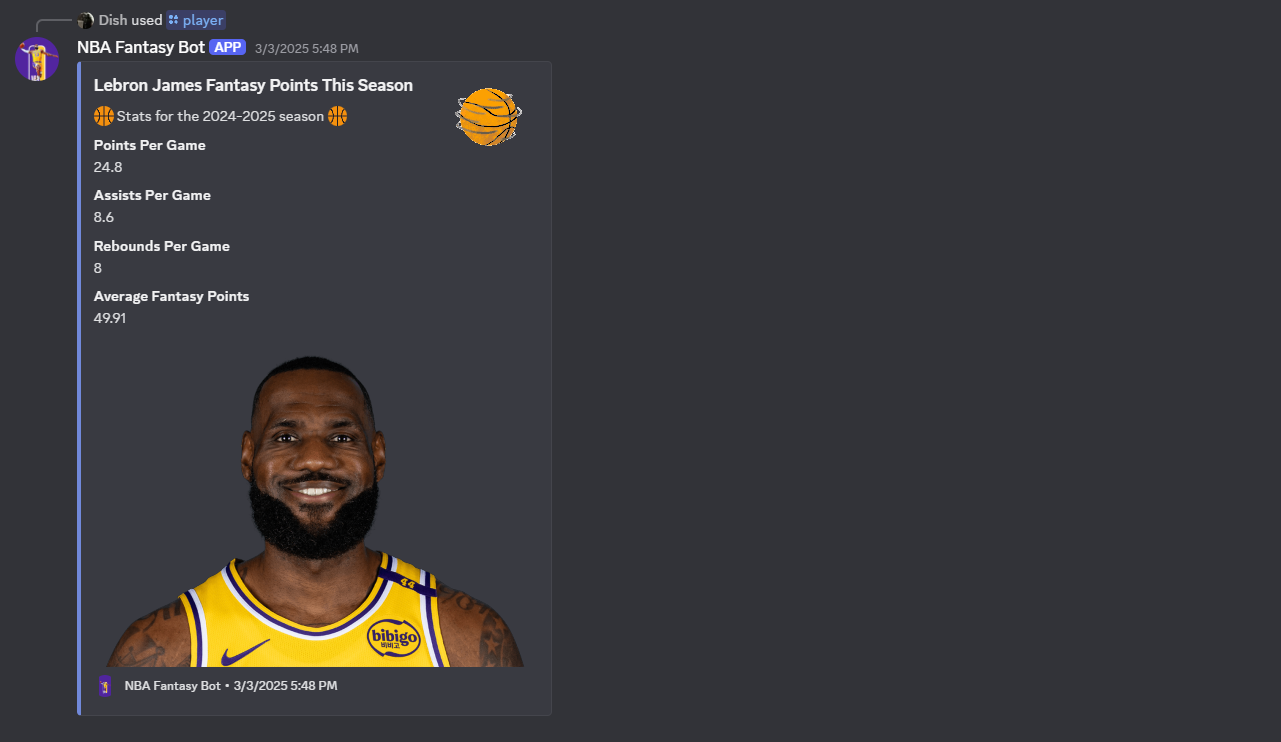 Dish used player
NBA Fantasy Bot APP 3/3/2025 5:48 PM
Lebron James Fantasy Points This Season
Stats for the 2024-2025 season
Points Per Game
24.8
Assists Per Game
8.6
Rebounds Per Game
8
Average Fantasy Points
49.91
44
bibigo
비비고
NBA Fantasy Bot • 3/3/2025 5:48 PM